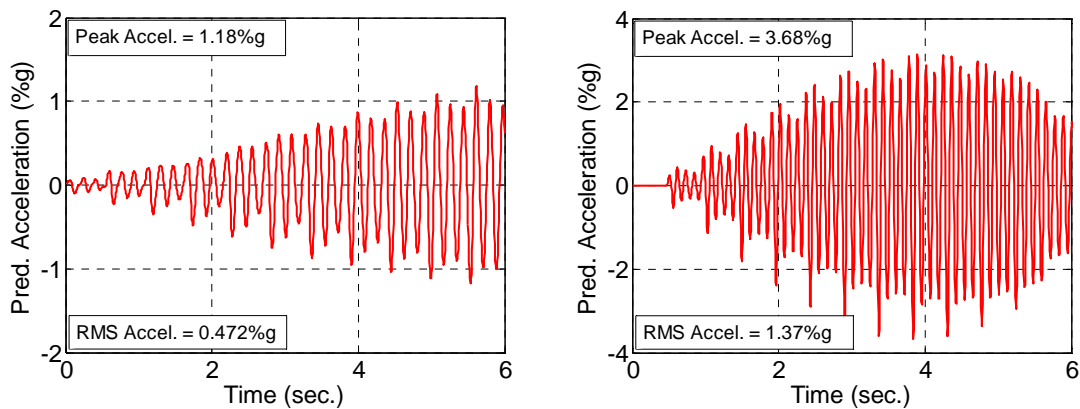 2
Peak Accel. = 1.18%g
1
0
-1
RMS Accel. = 0.472%g
-2
0
2
4
6
Time (sec.)
Pred. Acceleration (%g)
4
Peak Accel. = 3.68%g
2
0
-2
RMS Accel. = 1.37%g
-4
0
2
4
6
Time (sec.)
Pred. Acceleration (%g)